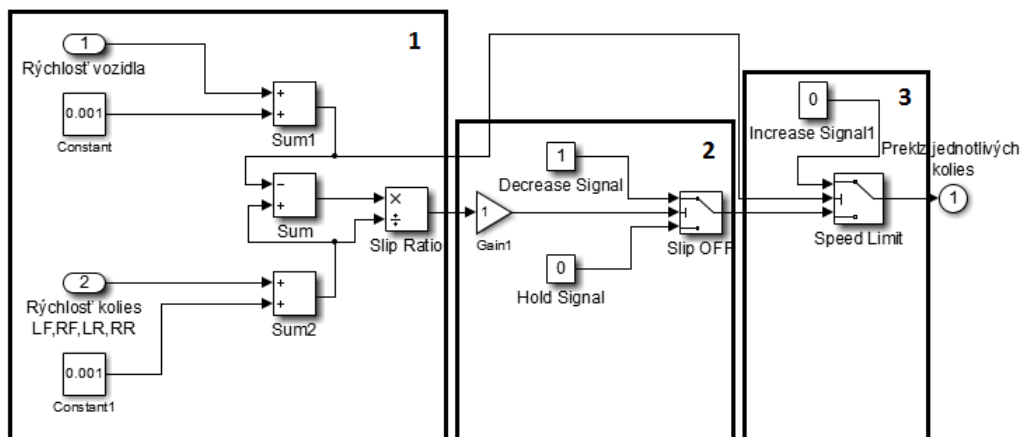 1
1
Rýchlosť vozidla
0.001
Constant
+
+
Sum1
−
+
Sum
×
÷
Slip Ratio
2
Rýchlosť kolies
LF,RF,LR,RR
+
+
Sum2
0.001
Constant1
2
1
Decrease Signal
1
Gain1
Slip OFF
0
Hold Signal
3
0
Increase Signal1
Speed Limit
Preklz jednotlivých
kolies
1